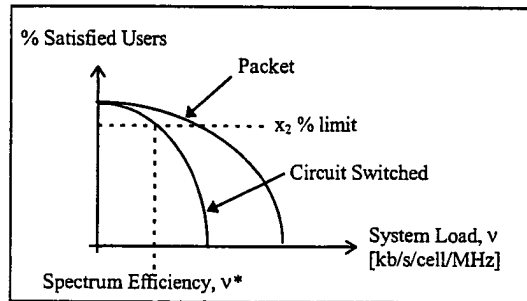 % Satisfied Users
Packet
x₂ % limit
Circuit Switched
System Load, ν
[kb/s/cell/MHz]
Spectrum Efficiency, ν*